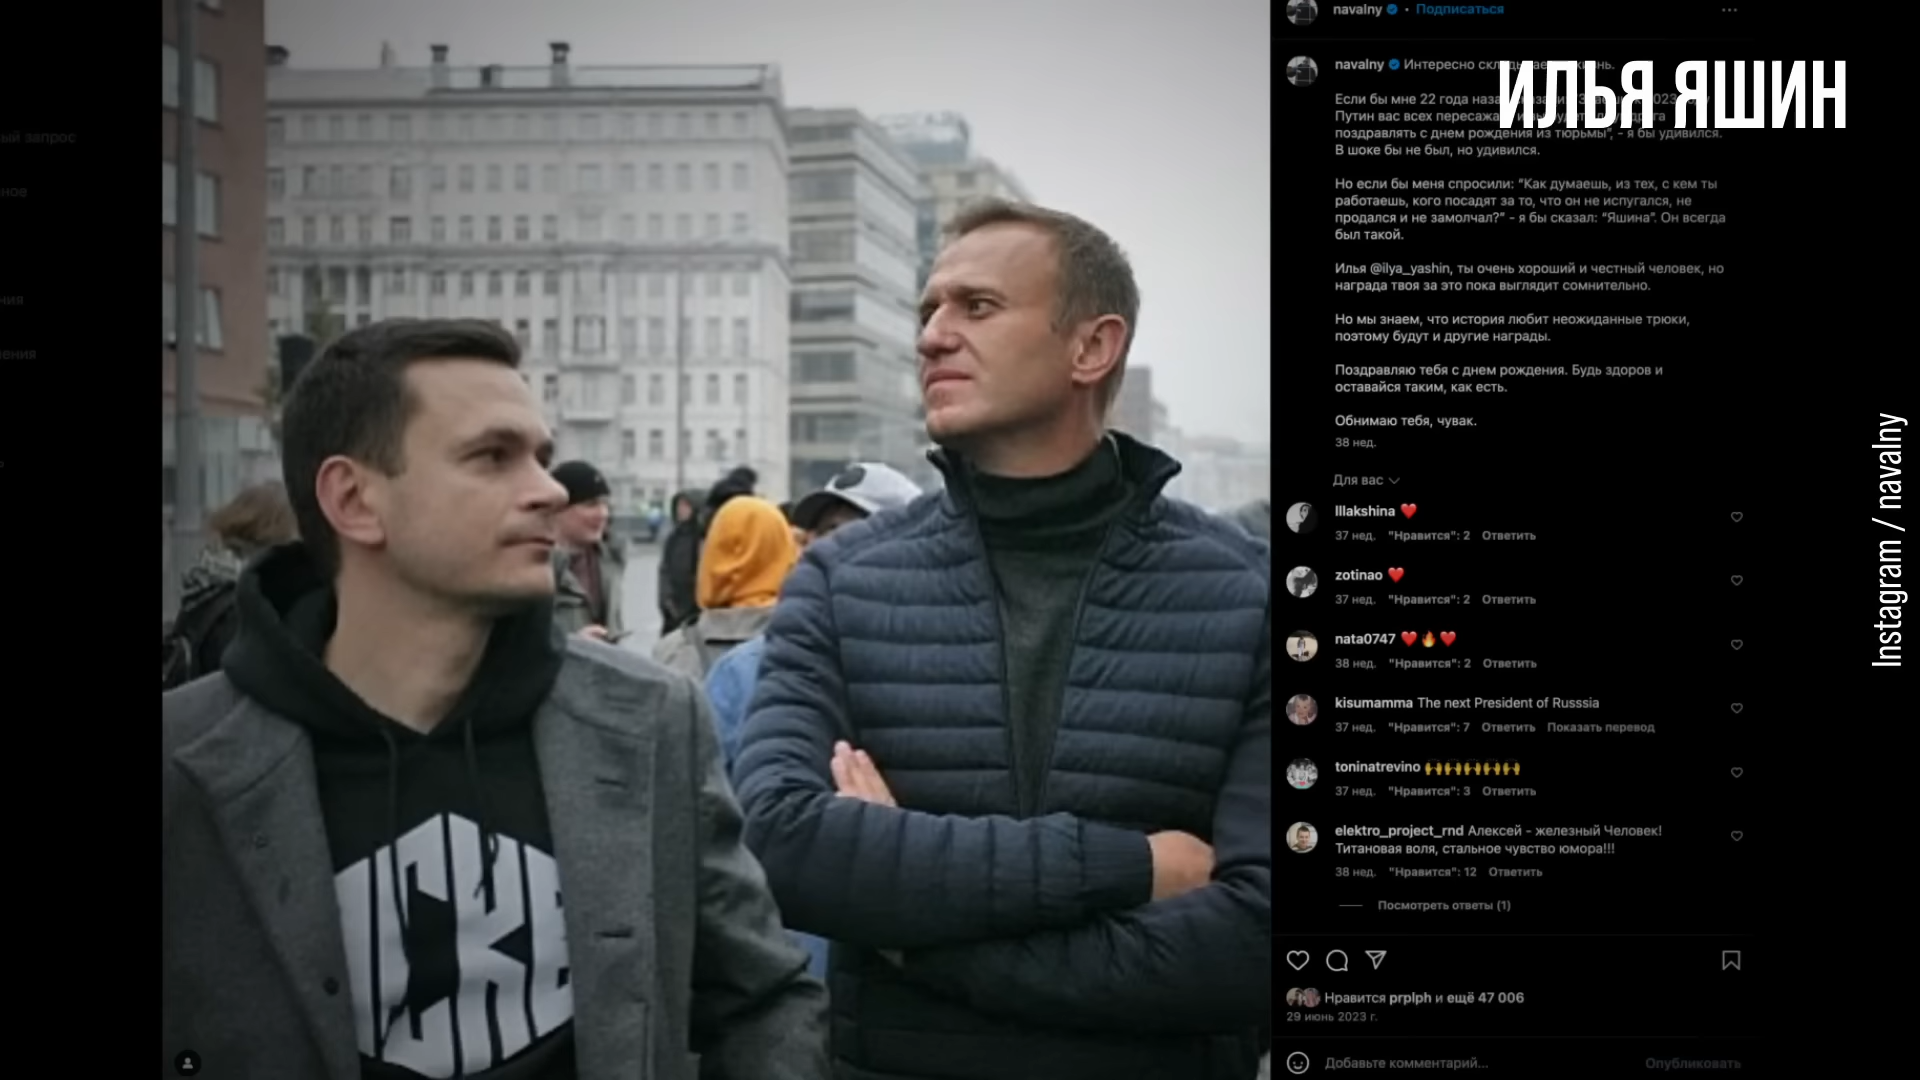 navalny • Подписаться
ИЛЬЯ ЯШИН
navalny Интересно
Если бы мне 22 года
Путин вас всех
поздравлять с днем рождения из тюрьмы", - я бы удивился.
В шоке бы не был, но удивился.
Но если бы меня спросили: "Как думаешь, из тех, с кем ты
работаешь, кого посадят за то, что он не испугался, не
продался и не замолчал?" - я бы сказал: "Яшина". Он всегда
был такой.
Илья @ilya_yashin, ты очень хороший и честный человек, но
награда твоя за это пока выглядит сомнительно.
Но мы знаем, что история любит неожиданные трюки,
поэтому будут и другие награды.
Поздравляю тебя с днем рождения. Будь здоров и
оставайся таким, как есть.
Обнимаю тебя, чувак.
38 нед.
Для вас
lllakshina ❤️
37 нед. "Нравится": 2 Ответить
zotinao ❤️
37 нед. "Нравится": 2 Ответить
nata0747 ❤️🔥❤️
38 нед. "Нравится": 2 Ответить
kisumamma The next President of Russsia
37 нед. "Нравится": 7 Ответить Показать перевод
toninatrevino 🙌🙌🙌🙌🙌
37 нед. "Нравится": 3 Ответить
elektro_project_rnd Алексей - железный Человек!
Титановая воля, стальное чувство юмора!!!
38 нед. "Нравится": 12 Ответить
Посмотреть ответы (1)
Нравится prplph и ещё 47 006
29 июнь 2023 г.
Добавьте комментарий... Опубликовать
Instagram / navalny
ый запрос
ное